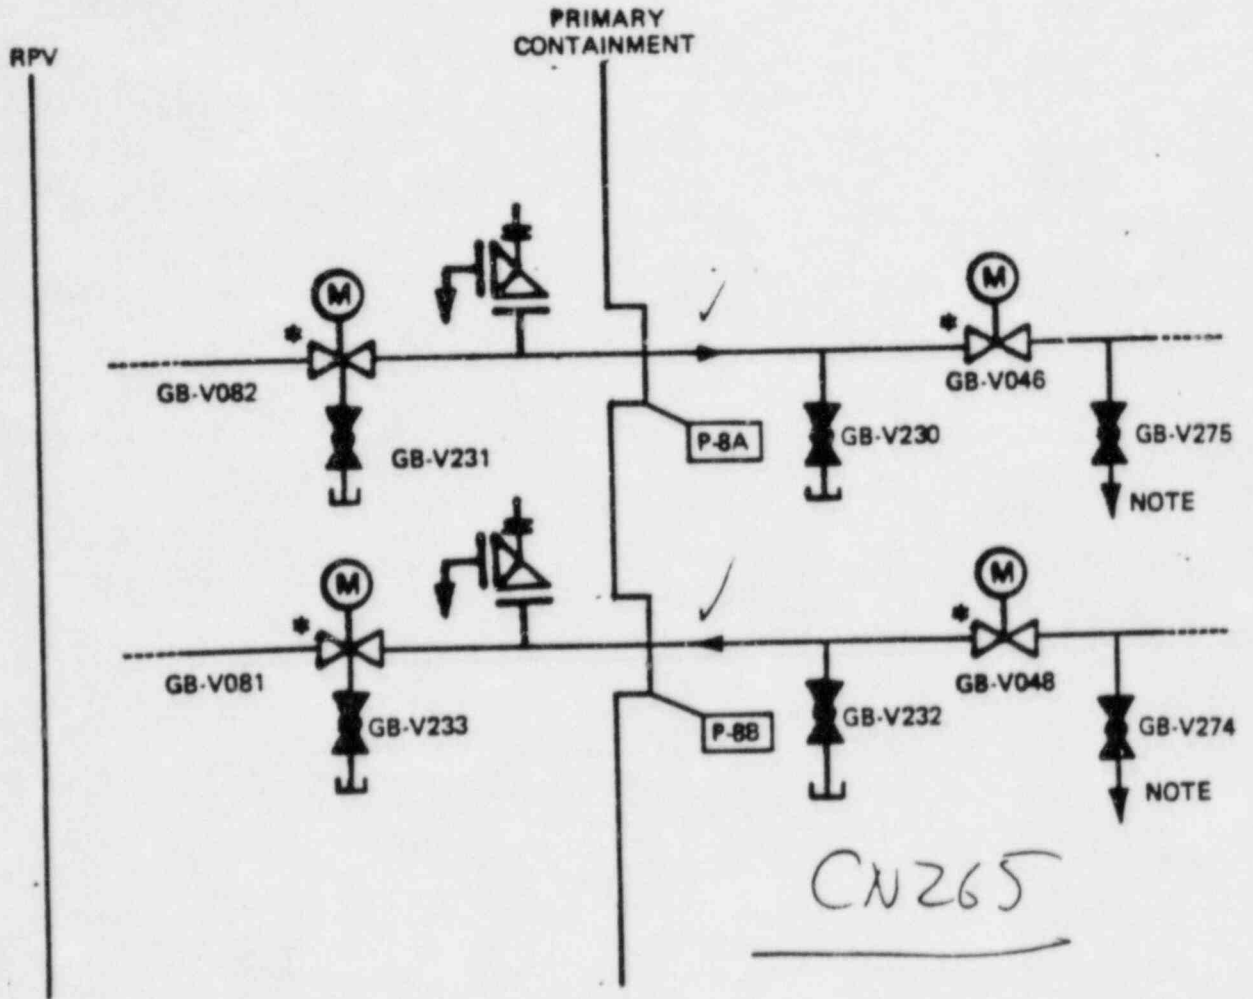 PRIMARY
CONTAINMENT
RPV
M
M
*
*
GB-V082
GB-V046
GB-V231
P-8A
GB-V230
GB-V275
NOTE
M
M
*
*
GB-V081
GB-V048
GB-V233
P-8B
GB-V232
GB-V274
NOTE
CN265